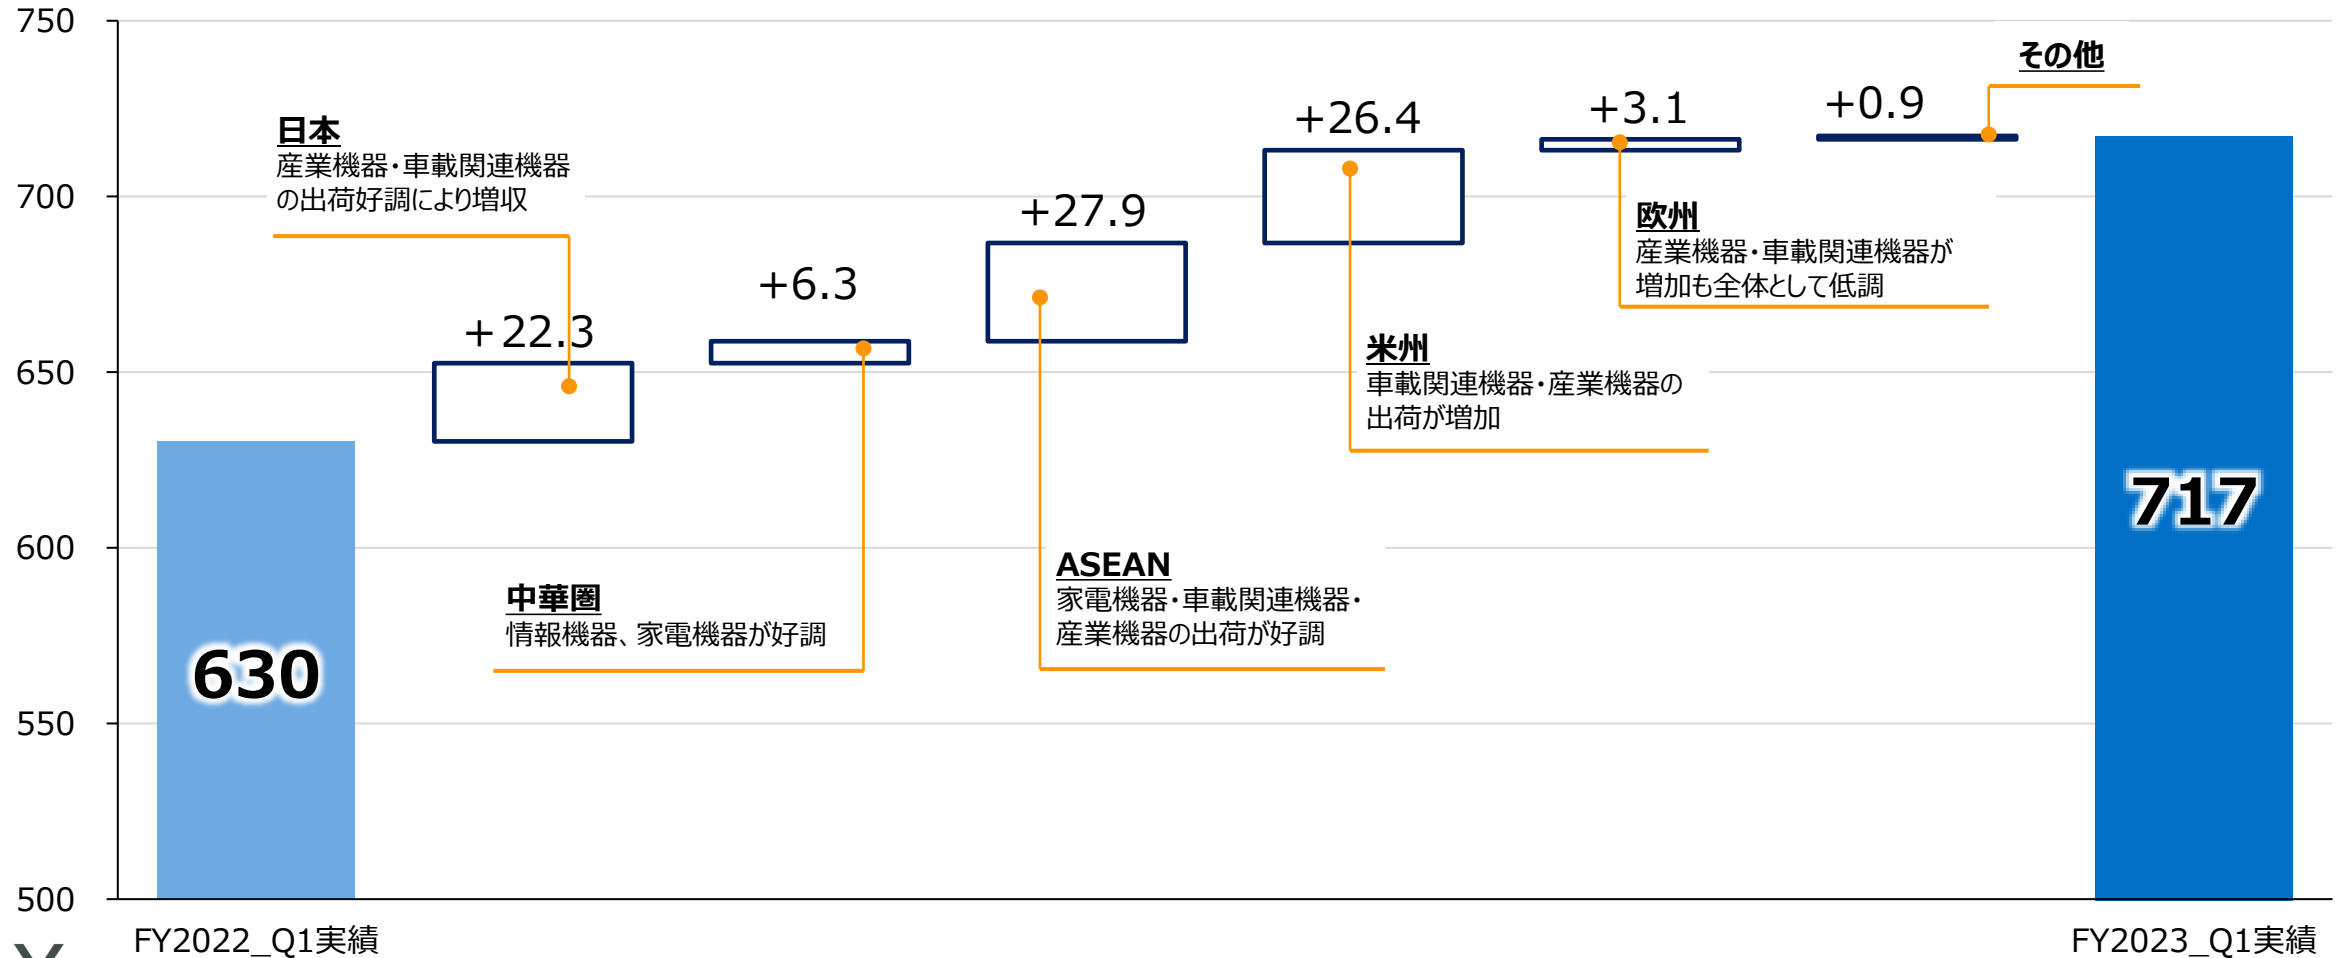 750
700
650
600
550
500
630
FY2022_Q1実績
日本
産業機器・車載関連機器
の出荷好調により増収
+22.3
+6.3
中華圏
情報機器、家電機器が好調
+27.9
ASEAN
家電機器・車載関連機器・
産業機器の出荷が好調
+26.4
米州
車載関連機器・産業機器の
出荷が増加
+3.1
欧州
産業機器・車載関連機器が
増加も全体として低調
+0.9
その他
717
FY2023_Q1実績